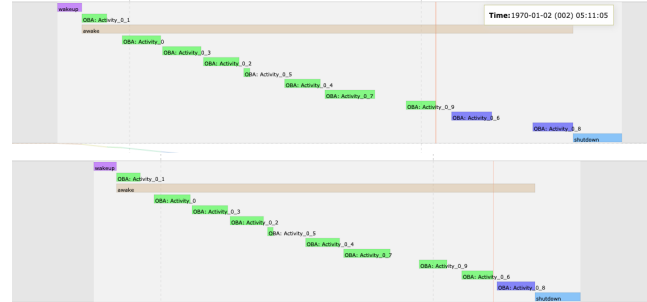 wakeup
Time:1970-01-02 (002) 05:11:05
OBA: Activity_0_1
awake
OBA: Activity_0
OBA: Activity_0_3
OBA: Activity_0_2
OBA: Activity_0_5
OBA: Activity_0_4
OBA: Activity_0_7
OBA: Activity_0_9
OBA: Activity_0_6
OBA: Activity_0_8
shutdown
wakeup
OBA: Activity_0_1
awake
OBA: Activity_0
OBA: Activity_0_3
OBA: Activity_0_2
OBA: Activity_0_5
OBA: Activity_0_4
OBA: Activity_0_7
OBA: Activity_0_9
OBA: Activity_0_6
OBA: Activity_0_8
shutdown